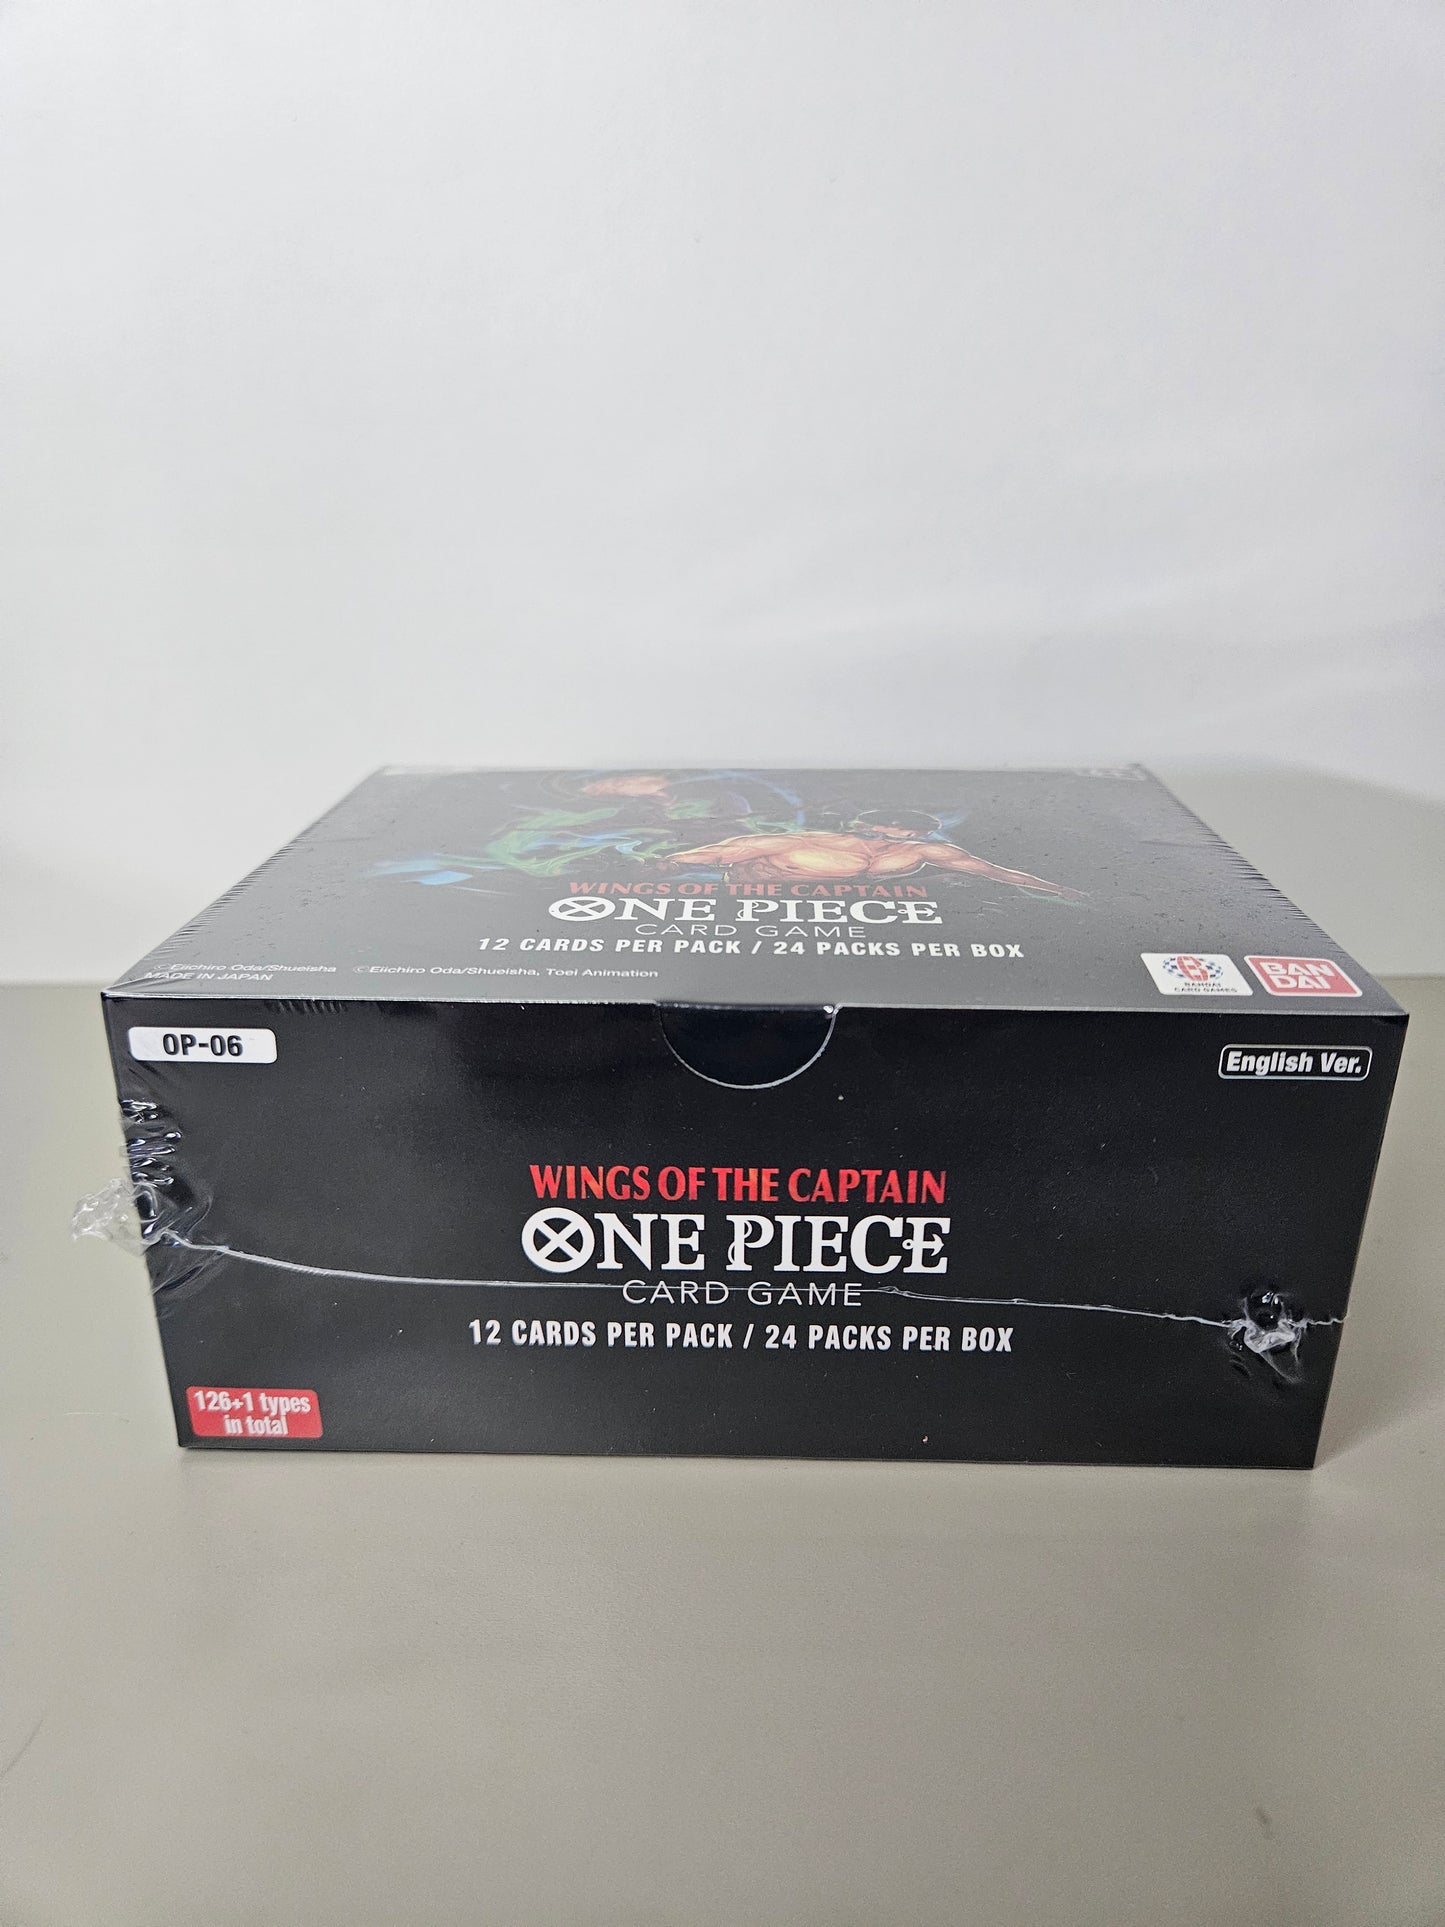 WINGS OF THE CAPTAIN
ONE PIECE
CARD GAME
12 CARDS PER PACK / 24 PACKS PER BOX
©Eiichiro Oda/Shueisha ©Eiichiro Oda/Shueisha, Toei Animation
MADE IN JAPAN
BANDAI
CARD GAMES
BAN
DAI
OP-06
English Ver.
WINGS OF THE CAPTAIN
ONE PIECE
CARD GAME
12 CARDS PER PACK / 24 PACKS PER BOX
126+1 types
in total